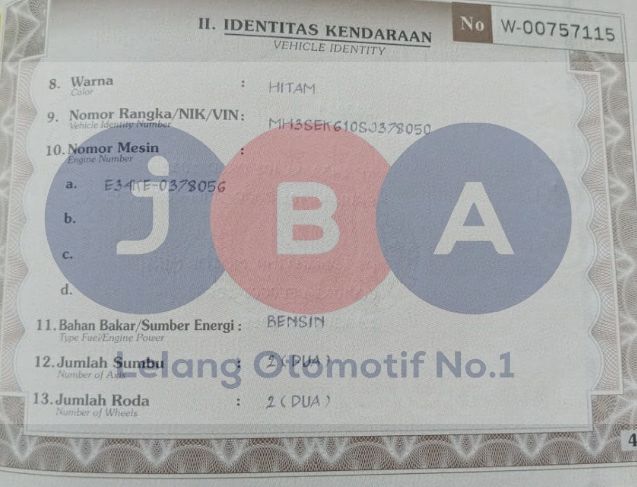 II. IDENTITAS KENDARAAN
VEHICLE IDENTITY
No W-00757115
8. Warna : HITAM
Color
9. Nomor Rangka/NIK/VIN: MH3SEK610SJ378050
Vehicle Identity Number
10. Nomor Mesin :
Engine Number
a. E34KE-0378056
b.
c.
d.
jBA
11. Bahan Bakar/Sumber Energi : BENSIN
Type Fuel/Engine Power
12. Jumlah Sumbu : 2 (DUA)
Number of Axis
Lelang Otomotif No.1
13. Jumlah Roda : 2 (DUA)
Number of Wheels
4